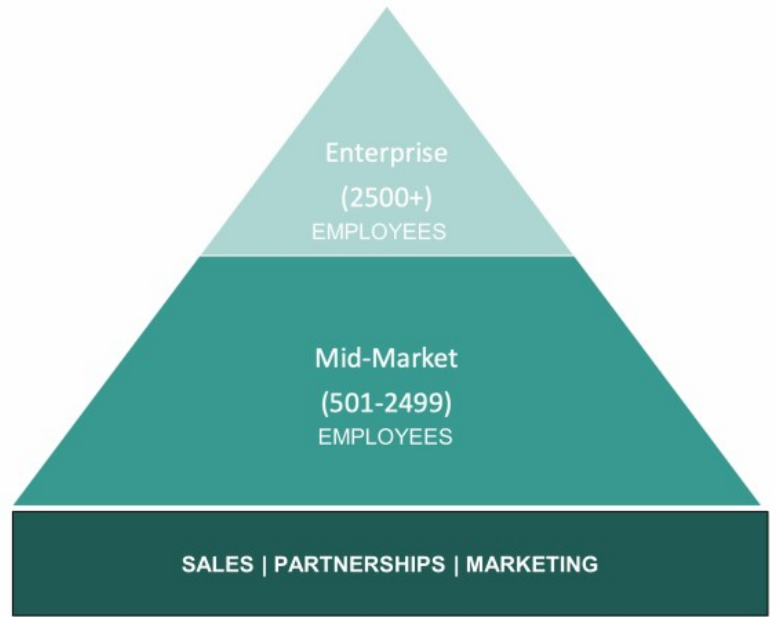 Enterprise
(2500+)
EMPLOYEES
Mid-Market
(501-2499)
EMPLOYEES
SALES | PARTNERSHIPS | MARKETING